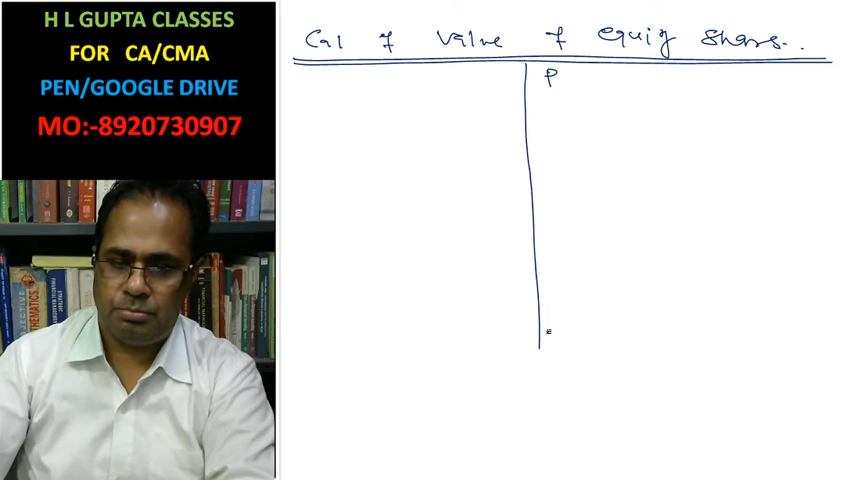 H L GUPTA CLASSES
FOR CA/CMA
PEN/GOOGLE DRIVE
MO:-8920730907
Cal of Value of equity Shares..
P